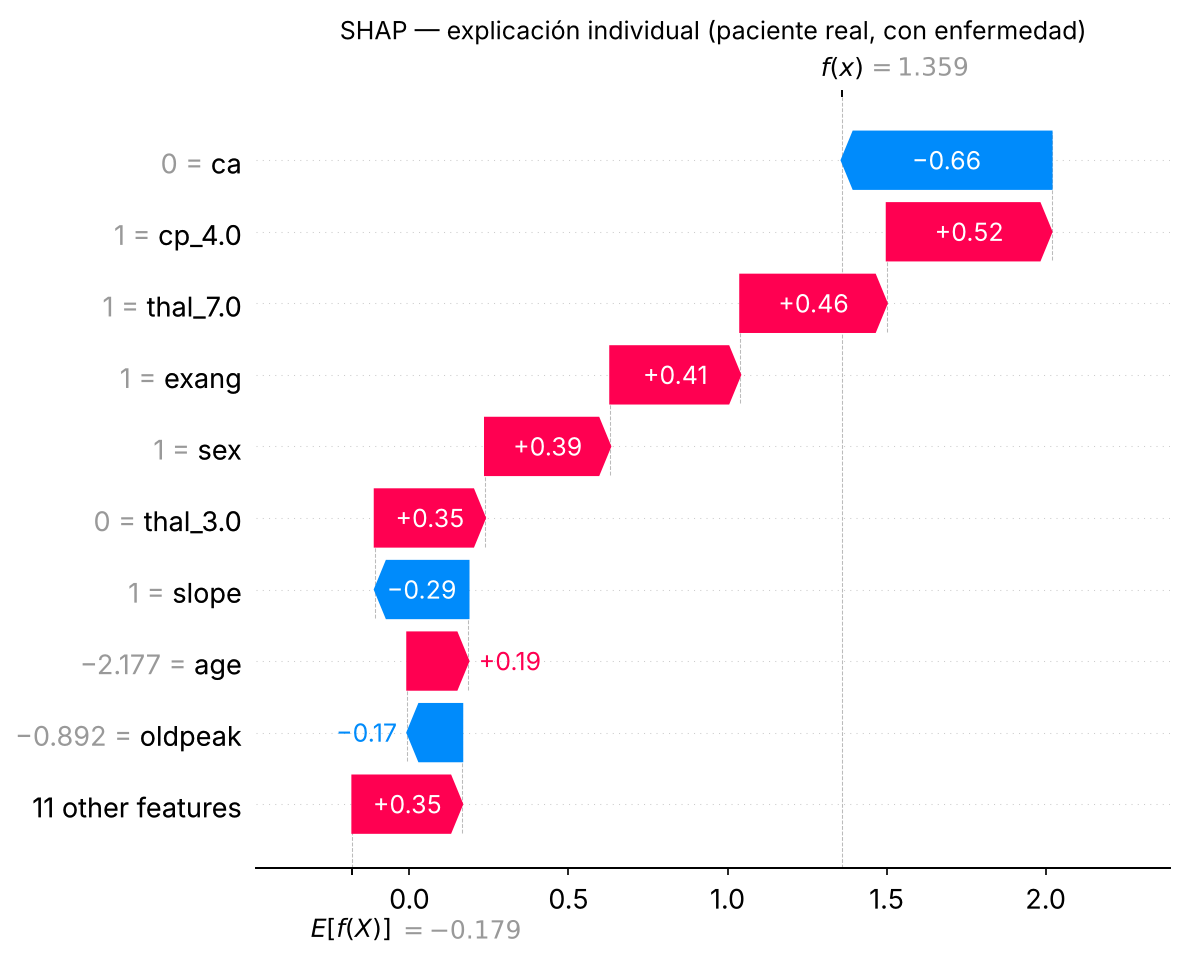 SHAP — explicación individual (paciente real, con enfermedad)
f(x) = 1.359
0 = ca −0.66
1 = cp_4.0 +0.52
1 = thal_7.0 +0.46
1 = exang +0.41
1 = sex +0.39
0 = thal_3.0 +0.35
1 = slope −0.29
−2.177 = age +0.19
−0.892 = oldpeak −0.17
11 other features +0.35
0.0 0.5 1.0 1.5 2.0
E[f(X)] = −0.179